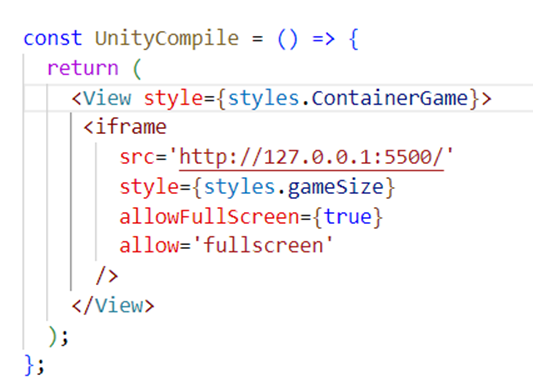 const UnityCompile = () => {
return (
<View style={styles.ContainerGame}>
<iframe
src='http://127.0.0.1:5500/'
style={styles.gameSize}
allowFullScreen={true}
allow='fullscreen'
/>
</View>
);
};